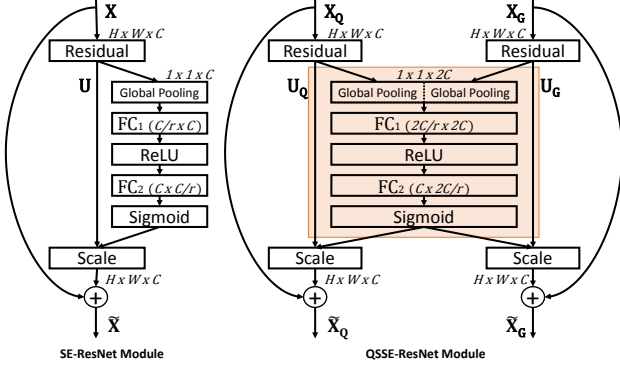 X
H x W x C
Residual
U
1 x 1 x C
Global Pooling
FC1 (C/r x C)
ReLU
FC2 (C x C/r)
Sigmoid
Scale
H x W x C
+
X̃
SE-ResNet Module
X_Q
H x W x C
X_G
H x W x C
Residual
Residual
U_Q
1 x 1 x 2C
U_G
Global Pooling
Global Pooling
FC1 (2C/r x 2C)
ReLU
FC2 (C x 2C/r)
Sigmoid
Scale
Scale
H x W x C
H x W x C
+
+
X̃_Q
X̃_G
QSSE-ResNet Module